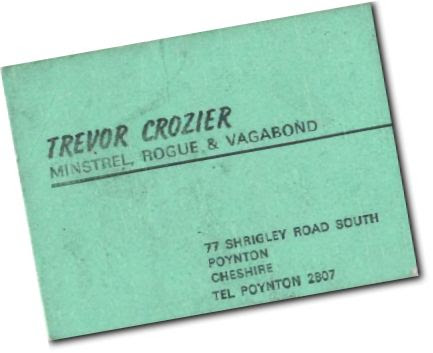 TREVOR CROZIER
MINSTREL, ROGUE & VAGABOND
77 SHRIGLEY ROAD SOUTH
POYNTON
CHESHIRE
TEL POYNTON 2807